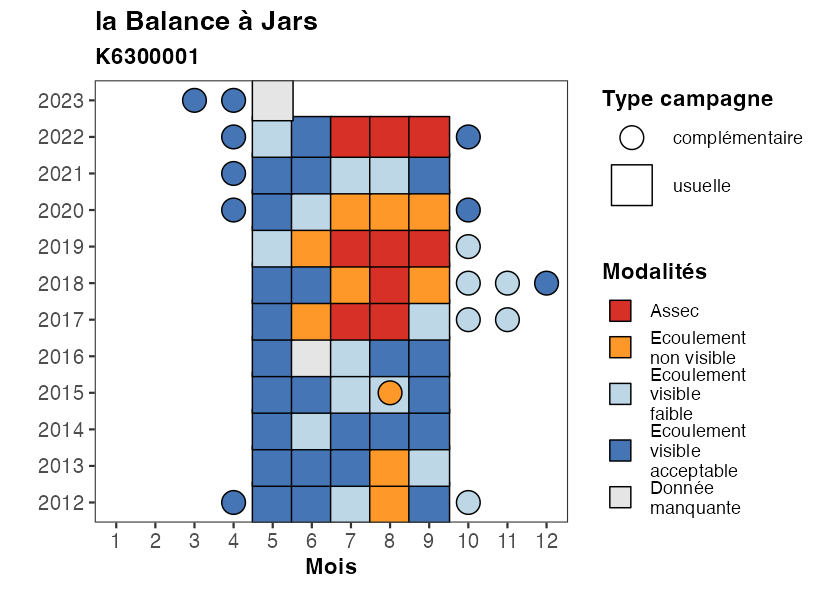 la Balance à Jars
K6300001
2023
2022
2021
2020
2019
2018
2017
2016
2015
2014
2013
2012
1 2 3 4 5 6 7 8 9 10 11 12
Mois
Type campagne
complémentaire
usuelle
Modalités
Assec
Ecoulement
non visible
Ecoulement
visible
faible
Ecoulement
visible
acceptable
Donnée
manquante